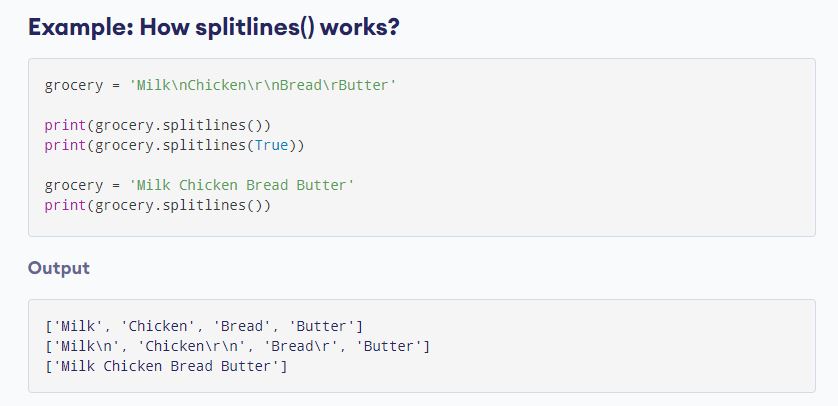 Example: How splitlines() works?
grocery = 'Milk\nChicken\r\nBread\rButter'
print(grocery.splitlines())
print(grocery.splitlines(True))
grocery = 'Milk Chicken Bread Butter'
print(grocery.splitlines())
Output
['Milk', 'Chicken', 'Bread', 'Butter']
['Milk\n', 'Chicken\r\n', 'Bread\r', 'Butter']
['Milk Chicken Bread Butter']